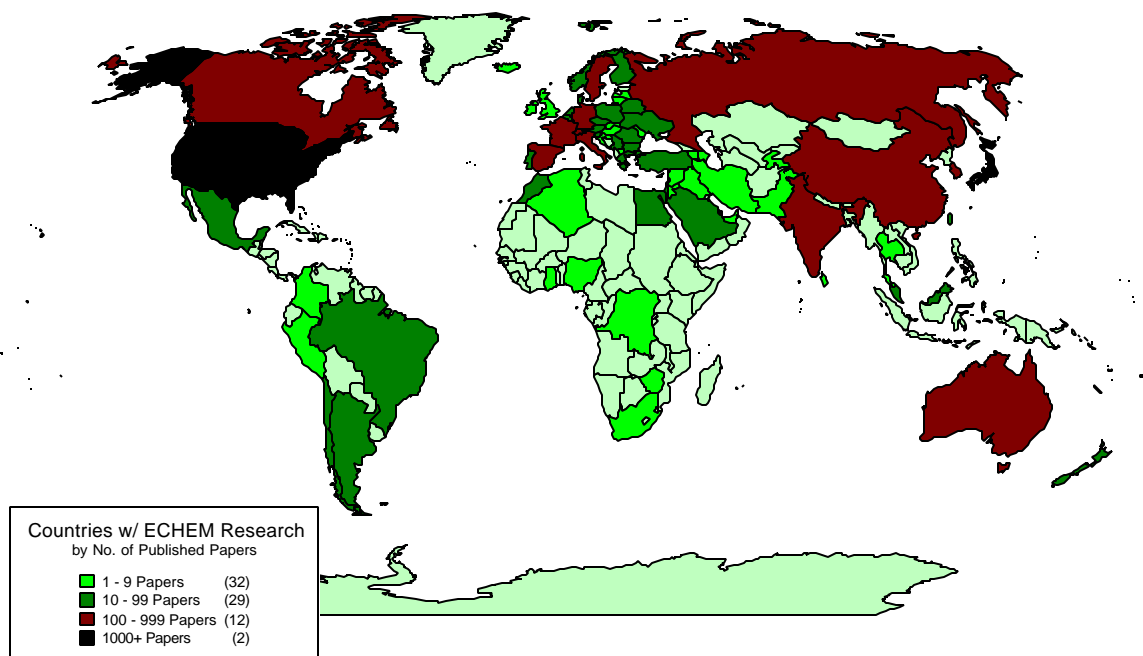 Countries w/ ECHEM Research
by No. of Published Papers
1 - 9 Papers (32)
10 - 99 Papers (29)
100 - 999 Papers (12)
1000+ Papers (2)